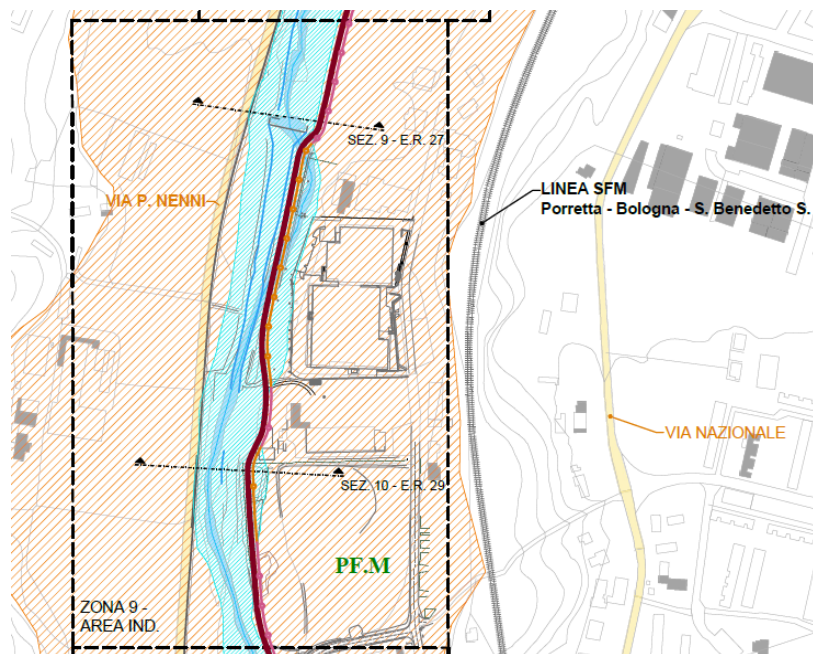 SEZ. 9 - E.R. 27
VIA P. NENNI
LINEA SFM
Porretta - Bologna - S. Benedetto S.
VIA NAZIONALE
SEZ. 10 - E.R. 29
PF.M
ZONA 9 -
AREA IND.